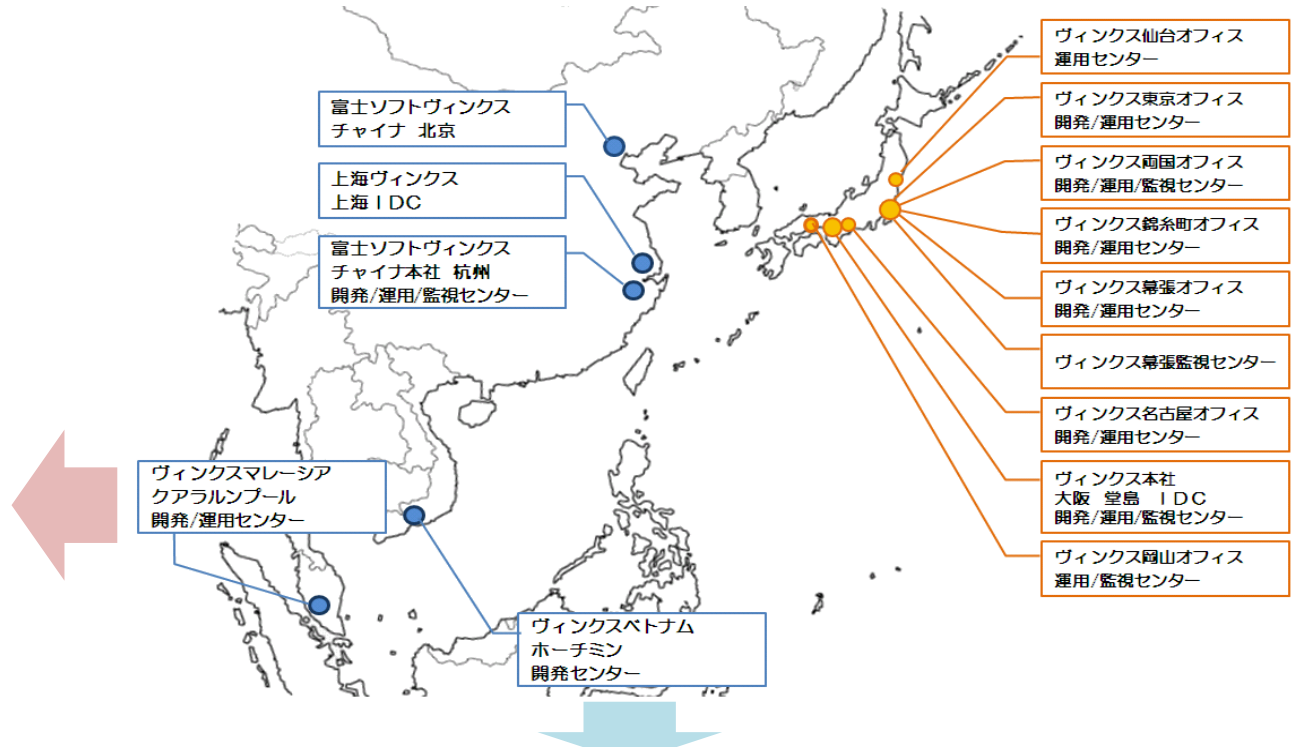 富士ソフトヴィンクス
チャイナ 北京
上海ヴィンクス
上海IDC
富士ソフトヴィンクス
チャイナ本社 杭州
開発/運用/監視センター
ヴィンクスマレーシア
クアラルンプール
開発/運用センター
ヴィンクスベトナム
ホーチミン
開発センター
ヴィンクス仙台オフィス
運用センター
ヴィンクス東京オフィス
開発/運用センター
ヴィンクス両国オフィス
開発/運用/監視センター
ヴィンクス錦糸町オフィス
開発/運用センター
ヴィンクス幕張オフィス
開発/運用センター
ヴィンクス幕張監視センター
ヴィンクス名古屋オフィス
開発/運用センター
ヴィンクス本社
大阪 堂島 IDC
開発/運用/監視センター
ヴィンクス岡山オフィス
運用/監視センター